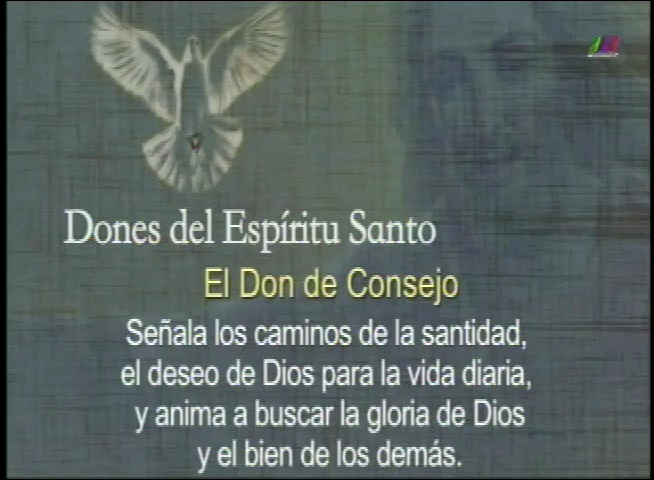 Dones del Espíritu Santo
El Don de Consejo
Señala los caminos de la santidad,
el deseo de Dios para la vida diaria,
y anima a buscar la gloria de Dios
y el bien de los demás.